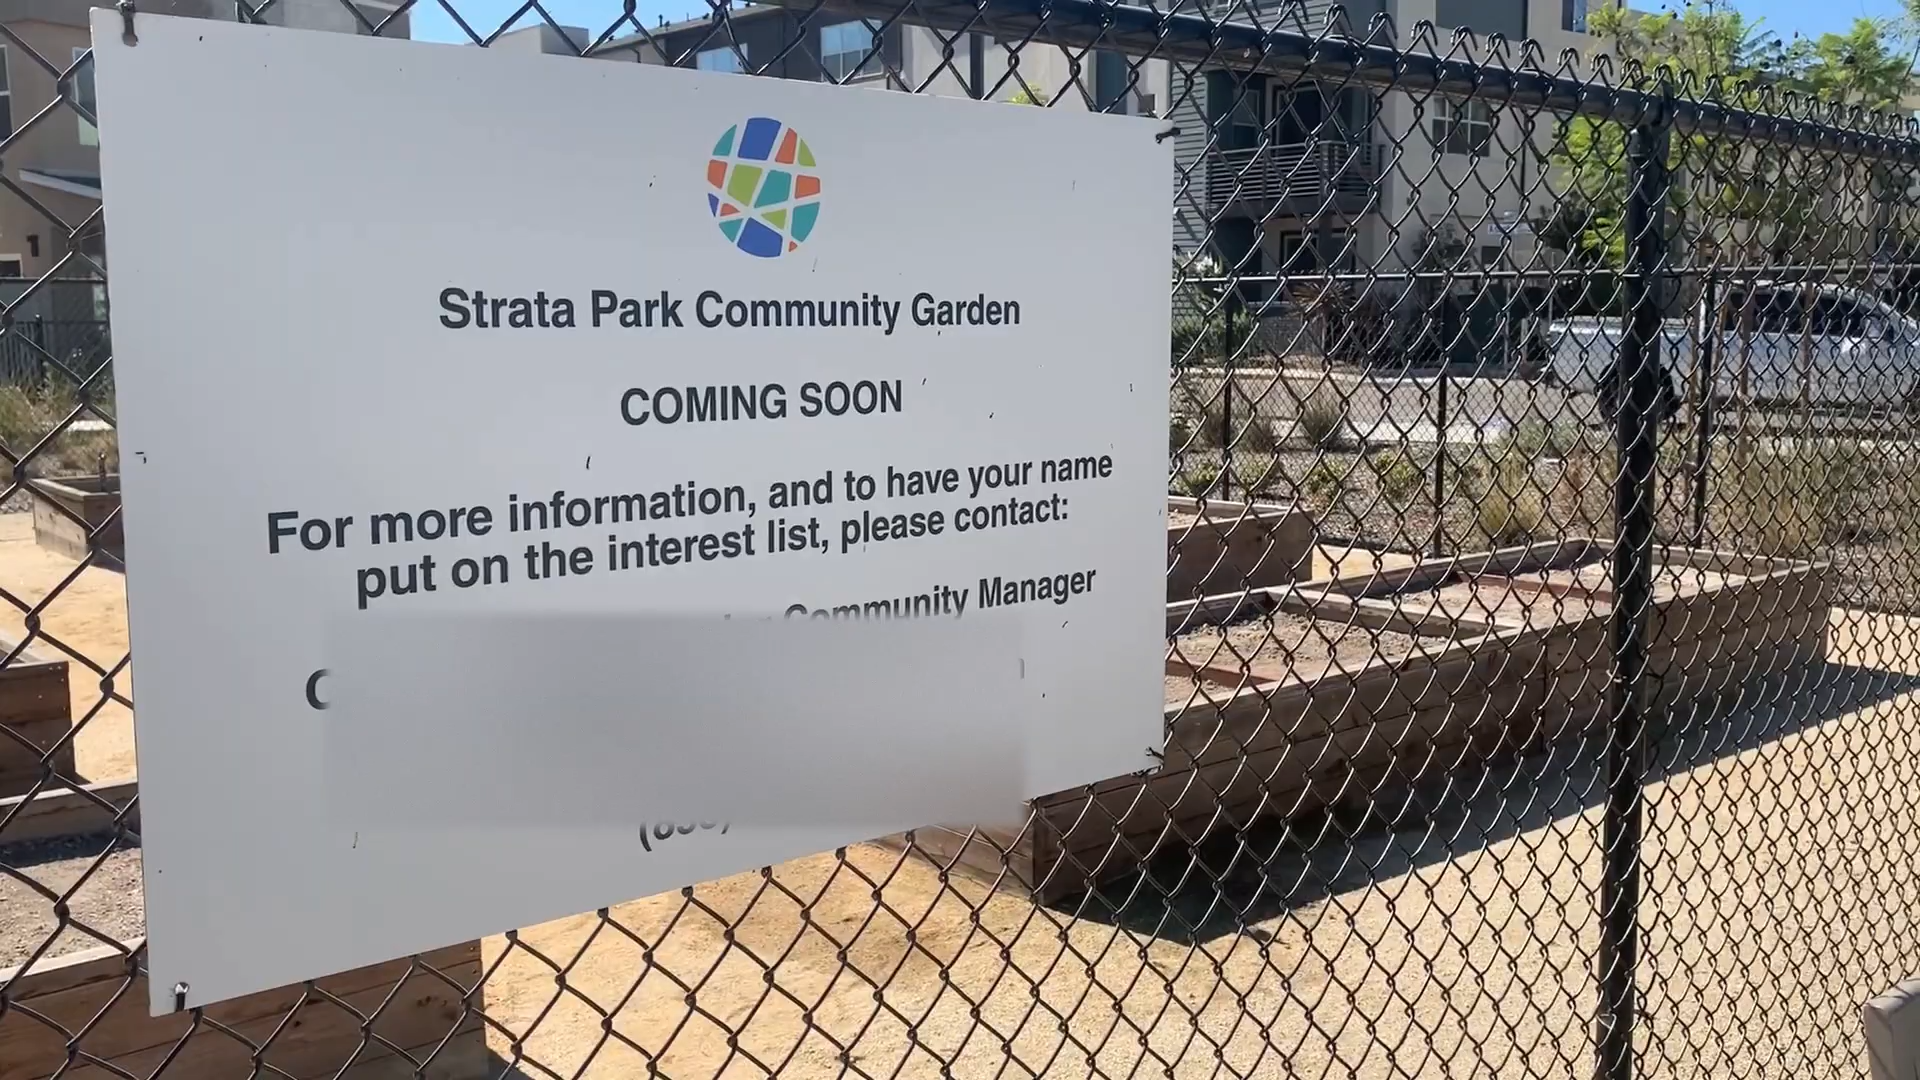 Strata Park Community Garden
COMING SOON
For more information, and to have your name
put on the interest list, please contact:
Community Manager
C